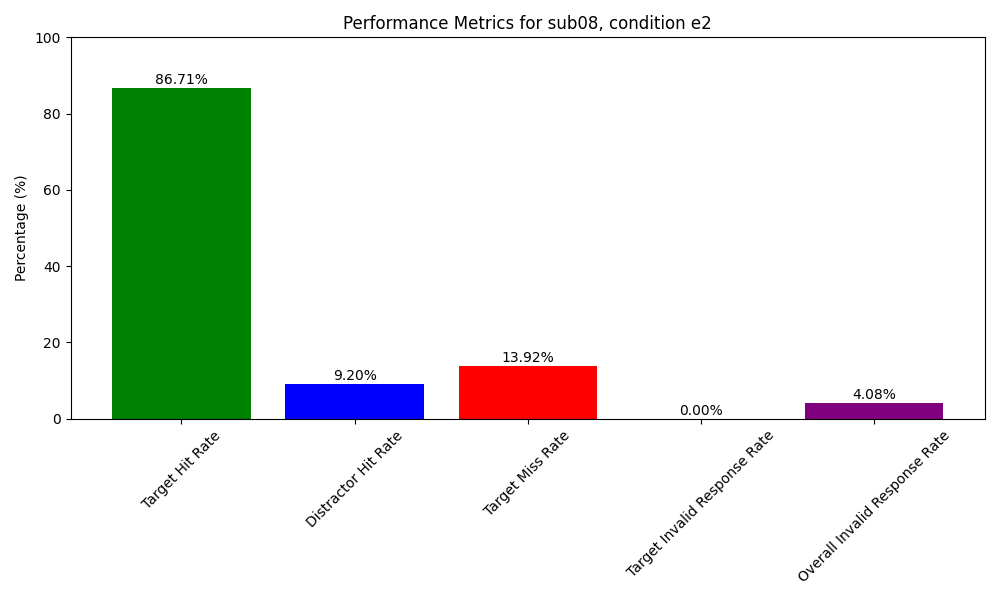 Performance Metrics for sub08, condition e2
Percentage (%)
100
80
60
40
20
0
86.71%
9.20%
13.92%
0.00%
4.08%
Target Hit Rate
Distractor Hit Rate
Target Miss Rate
Target Invalid Response Rate
Overall Invalid Response Rate